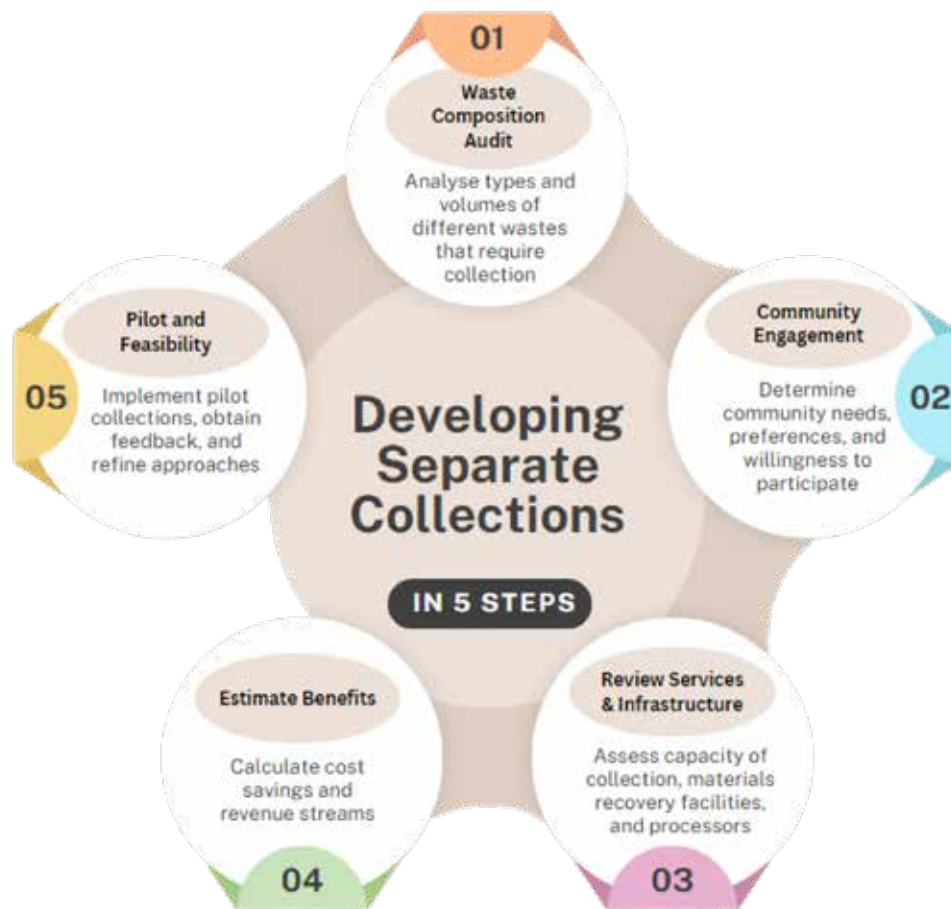 01
Waste
Composition
Audit
Analyse types and
volumes of
different wastes
that require
collection
Community
Engagement
02
Determine
community needs,
preferences, and
willingness to
participate
Review Services
& Infrastructure
Assess capacity of
collection, materials
recovery facilities,
and processors
03
Estimate Benefits
Calculate cost
savings and
revenue streams
04
Pilot and
Feasibility
05
Implement pilot
collections, obtain
feedback, and
refine approaches
Developing
Separate
Collections
IN 5 STEPS